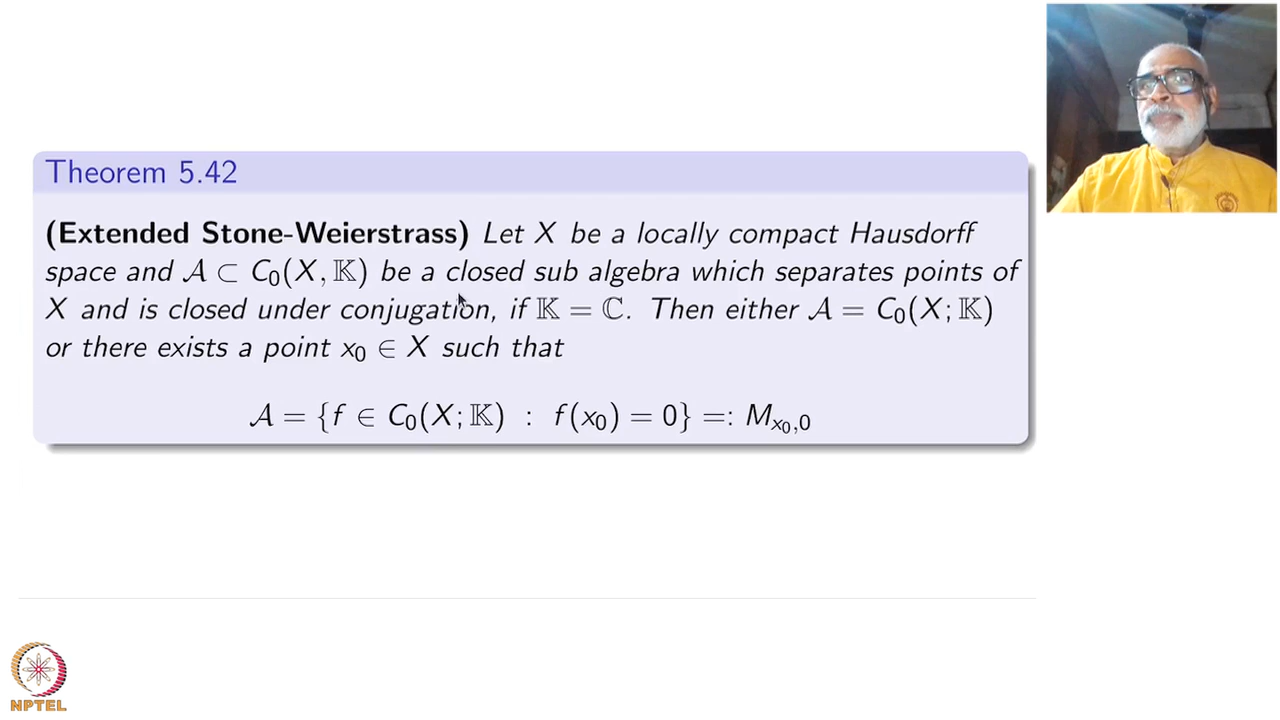 Theorem 5.42
(Extended Stone-Weierstrass) Let X be a locally compact Hausdorff
space and 𝒜 ⊂ C₀(X, 𝕂) be a closed sub algebra which separates points of
X and is closed under conjugation, if 𝕂 = ℂ. Then either 𝒜 = C₀(X; 𝕂)
or there exists a point x₀ ∈ X such that
𝒜 = {f ∈ C₀(X; 𝕂) : f(x₀) = 0} =: M_{x₀,0}
NPTEL